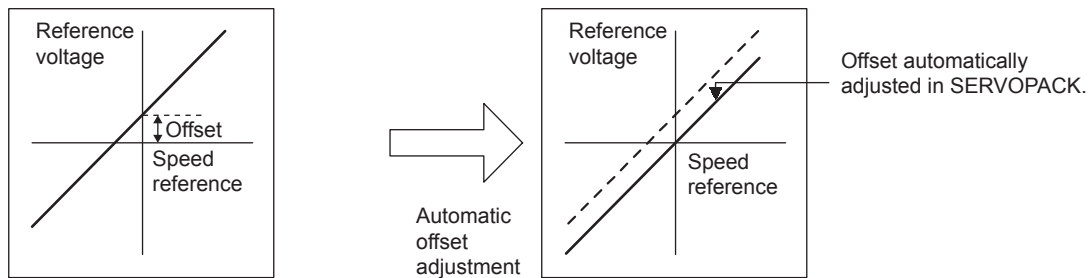 Reference
voltage
Offset
Speed
reference
Automatic
offset
adjustment
Reference
voltage
Speed
reference
Offset automatically
adjusted in SERVOPACK.